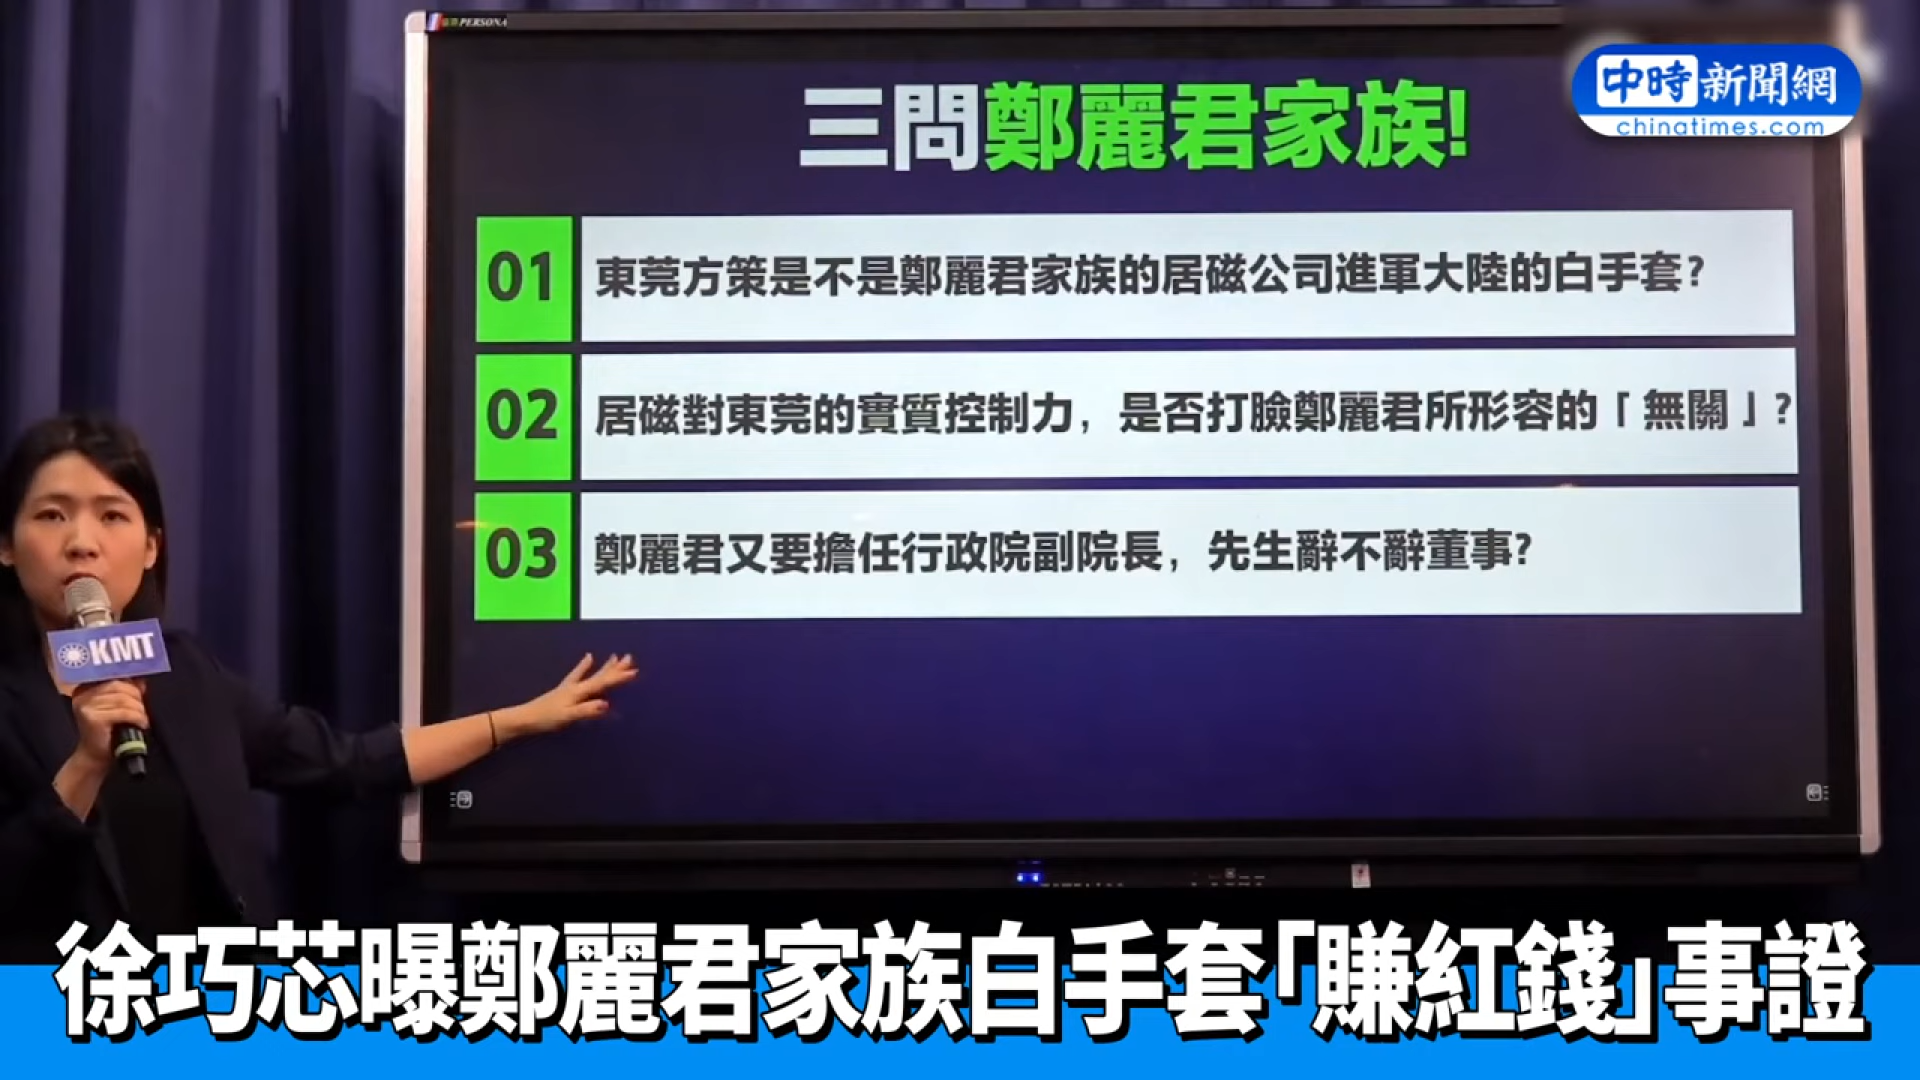 PERSONA
中時新聞網
chinatimes.com
三問鄭麗君家族!
01 東莞方策是不是鄭麗君家族的居磁公司進軍大陸的白手套?
02 居磁對東莞的實質控制力，是否打臉鄭麗君所形容的「無關」?
03 鄭麗君又要擔任行政院副院長，先生辭不辭董事?
KMT
徐巧芯曝鄭麗君家族白手套「賺紅錢」事證